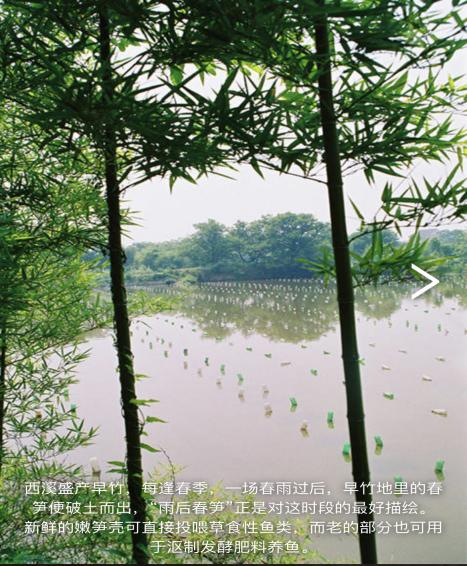 西溪盛产早竹，每逢春季，一场春雨过后，早竹地里的春
笋便破土而出，“雨后春笋”正是对这时段的最好描绘。
新鲜的嫩笋壳可直接投喂草食性鱼类，而老的部分也可用
于沤制发酵肥料养鱼。